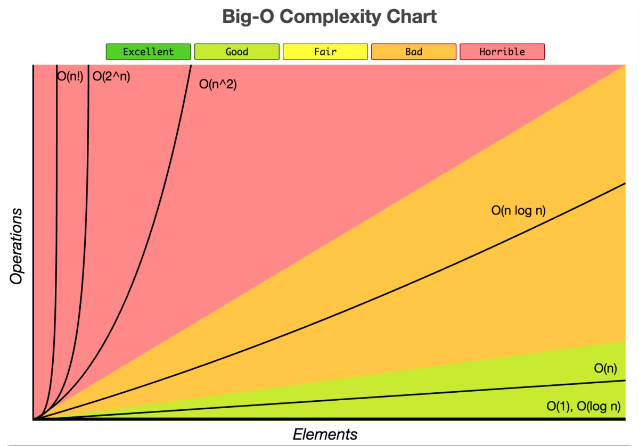 Big-O Complexity Chart
Excellent Good Fair Bad Horrible
O(n!) O(2^n) O(n^2)
O(n log n)
O(n)
O(1), O(log n)
Operations
Elements